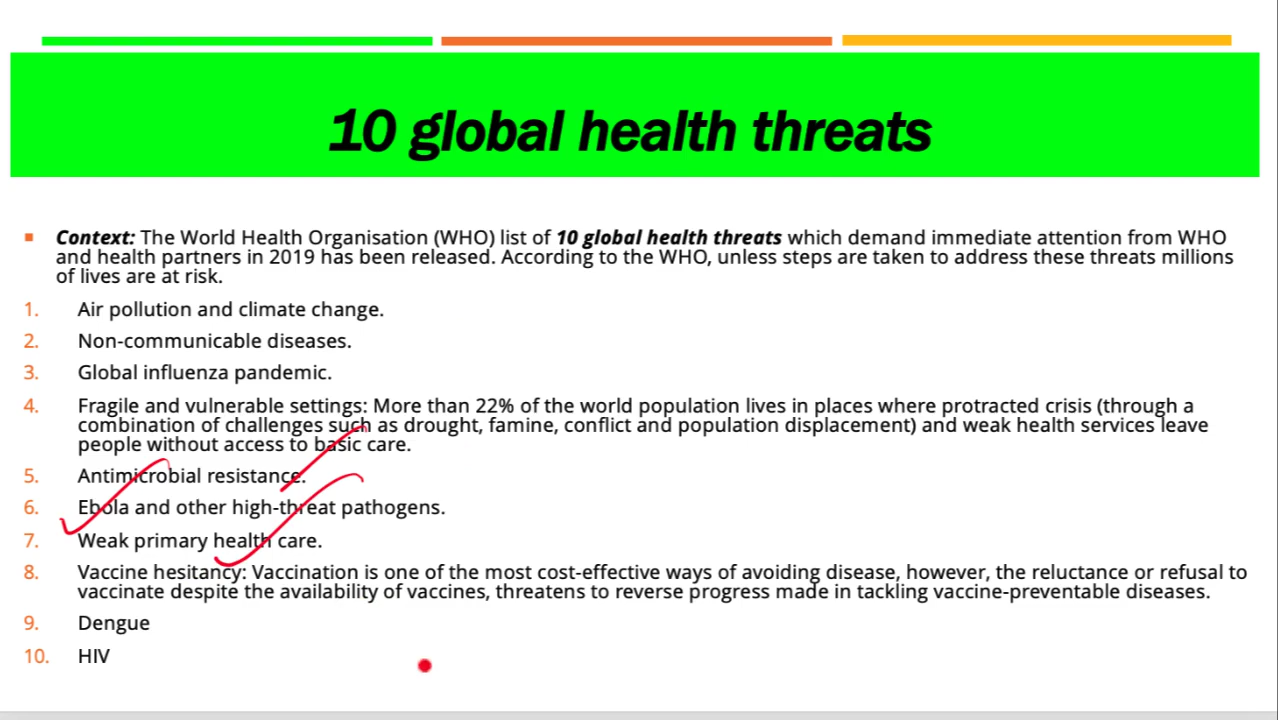 10 global health threats
Context: The World Health Organisation (WHO) list of 10 global health threats which demand immediate attention from WHO
and health partners in 2019 has been released. According to the WHO, unless steps are taken to address these threats millions
of lives are at risk.
1. Air pollution and climate change.
2. Non-communicable diseases.
3. Global influenza pandemic.
4. Fragile and vulnerable settings: More than 22% of the world population lives in places where protracted crisis (through a
combination of challenges such as drought, famine, conflict and population displacement) and weak health services leave
people without access to basic care.
5. Antimicrobial resistance.
6. Ebola and other high-threat pathogens.
7. Weak primary health care.
8. Vaccine hesitancy: Vaccination is one of the most cost-effective ways of avoiding disease, however, the reluctance or refusal to
vaccinate despite the availability of vaccines, threatens to reverse progress made in tackling vaccine-preventable diseases.
9. Dengue
10. HIV